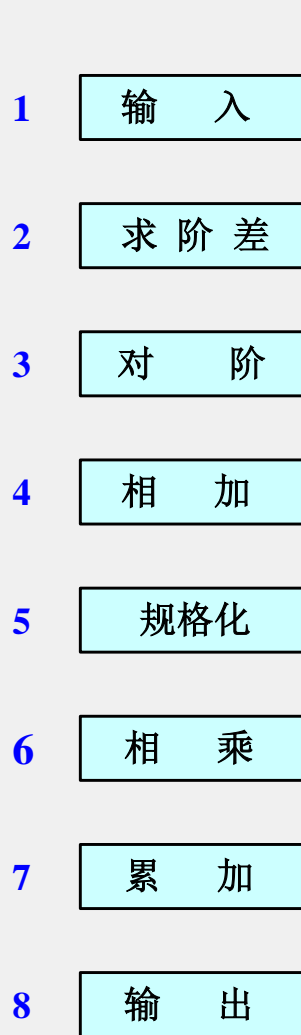 1 输 入
2 求 阶 差
3 对 阶
4 相 加
5 规格化
6 相 乘
7 累 加
8 输 出